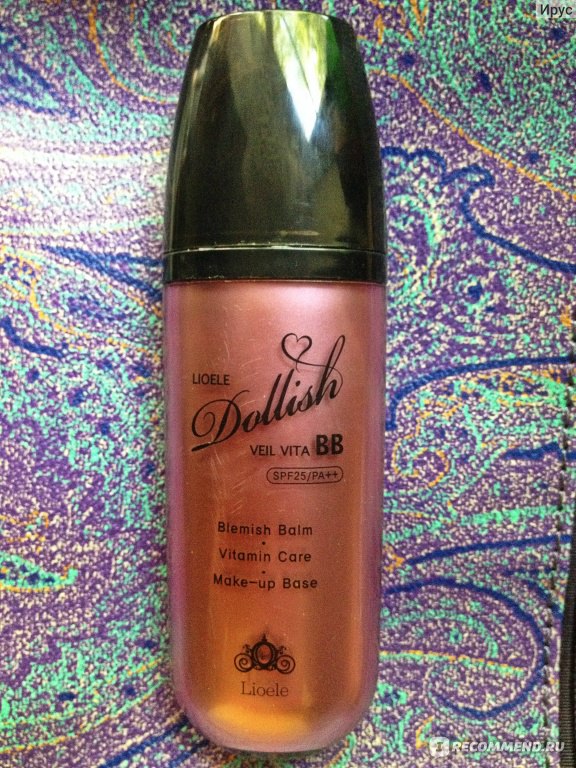 Ирус
LIOELE
Dollish
VEIL VITA BB
SPF25/PA++
Blemish Balm
·
Vitamin Care
·
Make-up Base
Lioele
RECOMMEND.RU